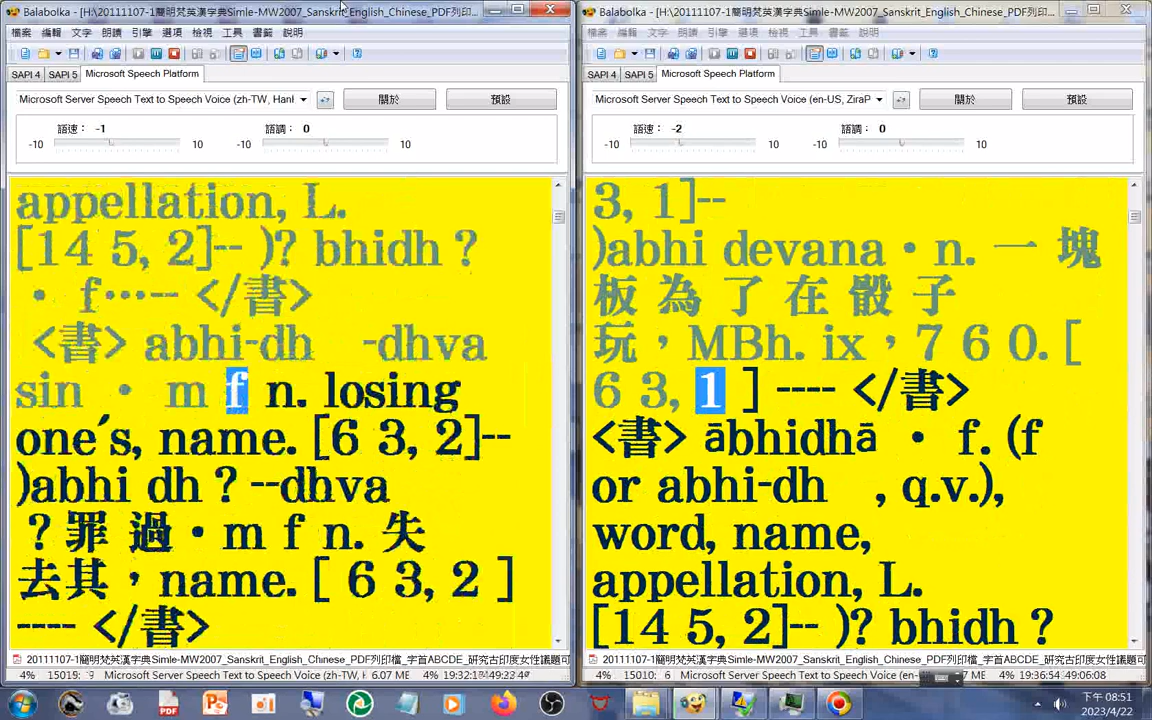 Balabolka - [H:\20111107-1簡明梵英漢字典Simle-MW2007_Sanskrit_English_Chinese_PDF列印...
檔案 編輯 文字 朗讀 引擎 選項 檢視 工具 書籤 說明
SAPI 4 SAPI 5 Microsoft Speech Platform
Microsoft Server Speech Text to Speech Voice (zh-TW, Hanl 關於 預設
語速： -1 語調： 0
-10 10 -10 10
appellation, L.
[14 5, 2]-- )? bhidh ?
• f…-- </書>
<書> abhi-dh -dhva
sin • m f n. losing
one's, name. [6 3, 2]--
)abhi dh ? --dhva
? 罪 過 • m f n. 失
去其，name. [ 6 3, 2 ]
---- </書>
20111107-1簡明梵英漢字典Simle-MW2007_Sanskrit_English_Chinese_PDF列印檔_字首ABCDE_研究古印度女性議題可
4% 15019: Microsoft Server Speech Text to Speech Voice (zh-TW, H 6.07 MB 4%
Balabolka - [H:\20111107-1簡明梵英漢字典Simle-MW2007_Sanskrit_English_Chinese_PDF列印...
檔案 編輯 文字 朗讀 引擎 選項 檢視 工具 書籤 說明
SAPI 4 SAPI 5 Microsoft Speech Platform
Microsoft Server Speech Text to Speech Voice (en-US, ZiraP 關於 預設
語速： -2 語調： 0
-10 10 -10 10
3, 1]--
)abhi devana • n. 一 塊
板 為 了 在 骰 子
玩，MBh. ix，7 6 0. [
6 3, 1 ] ---- </書>
<書> ābhidhā • f. (f
or abhi-dh , q.v.),
word, name,
appellation, L.
[14 5, 2]-- )? bhidh ?
20111107-1簡明梵英漢字典Simle-MW2007_Sanskrit_English_Chinese_PDF列印檔_字首ABCDE_研究古印度女性議題可
4% 15010: 6 Microsoft Server Speech Text to Speech Voice 4% 19:36:54/49:06:08
下午 08:51
2023/4/22